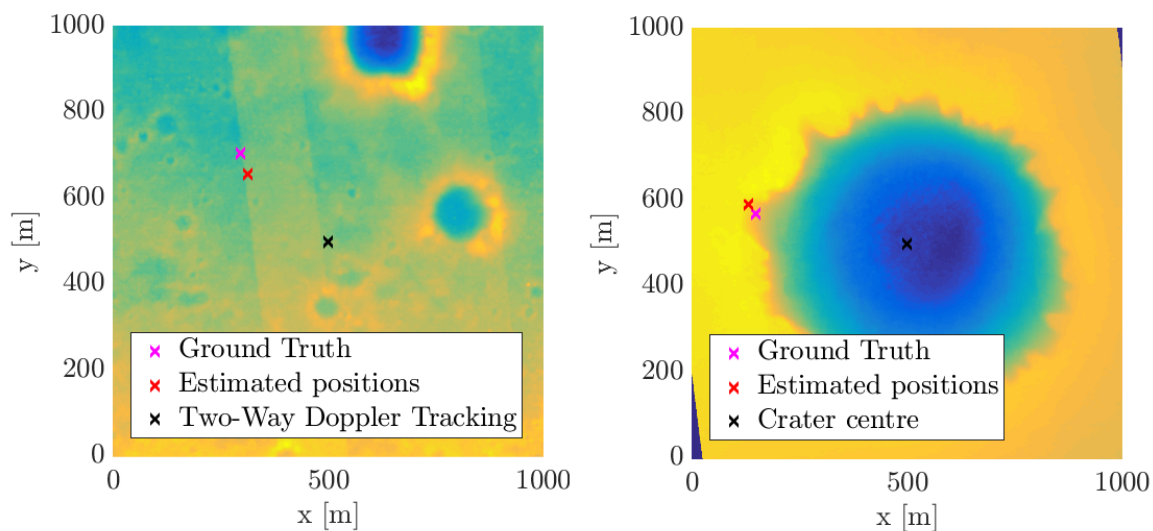 1000
800
600
400
200
0
y [m]
0 500 1000
x [m]
Ground Truth
Estimated positions
Two-Way Doppler Tracking
1000
800
600
400
200
0
y [m]
0 500 1000
x [m]
Ground Truth
Estimated positions
Crater centre